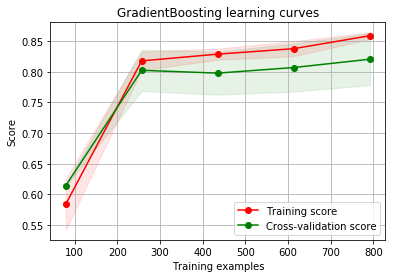 GradientBoosting learning curves
Score
0.85
0.80
0.75
0.70
0.65
0.60
0.55
Training score
Cross-validation score
100 200 300 400 500 600 700 800
Training examples